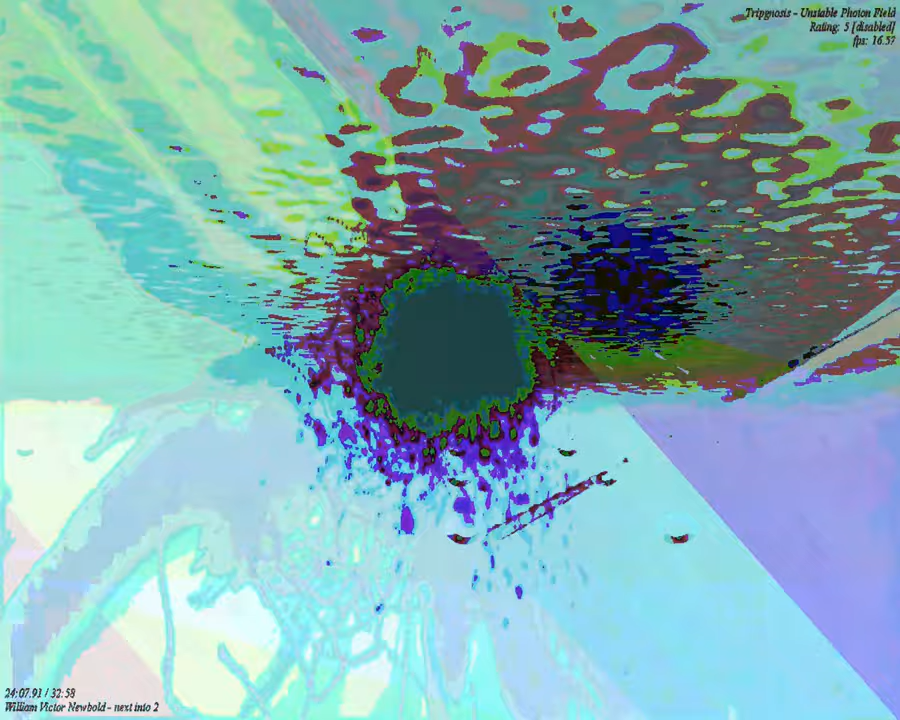 Tripgnosis - Unstable Photon Field
Rating: 5 [disabled]
fps: 16.57
24:07.91 / 32:58
William Victor Newbold - next into 2